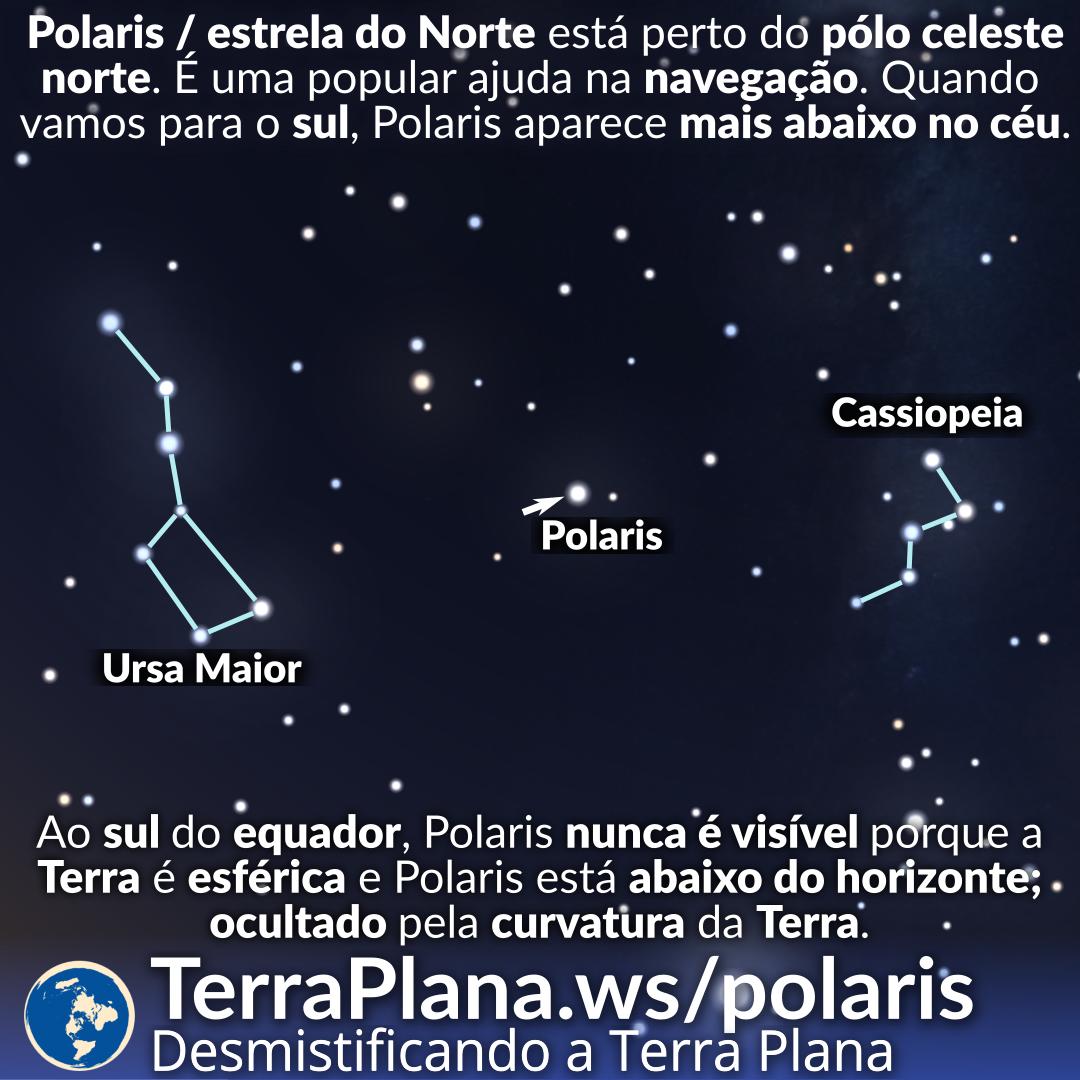 Polaris / estrela do Norte está perto do pólo celeste
norte. É uma popular ajuda na navegação. Quando
vamos para o sul, Polaris aparece mais abaixo no céu.
Cassiopeia
Polaris
Ursa Maior
Ao sul do equador, Polaris nunca é visível porque a
Terra é esférica e Polaris está abaixo do horizonte;
ocultado pela curvatura da Terra.
TerraPlana.ws/polaris
Desmistificando a Terra Plana